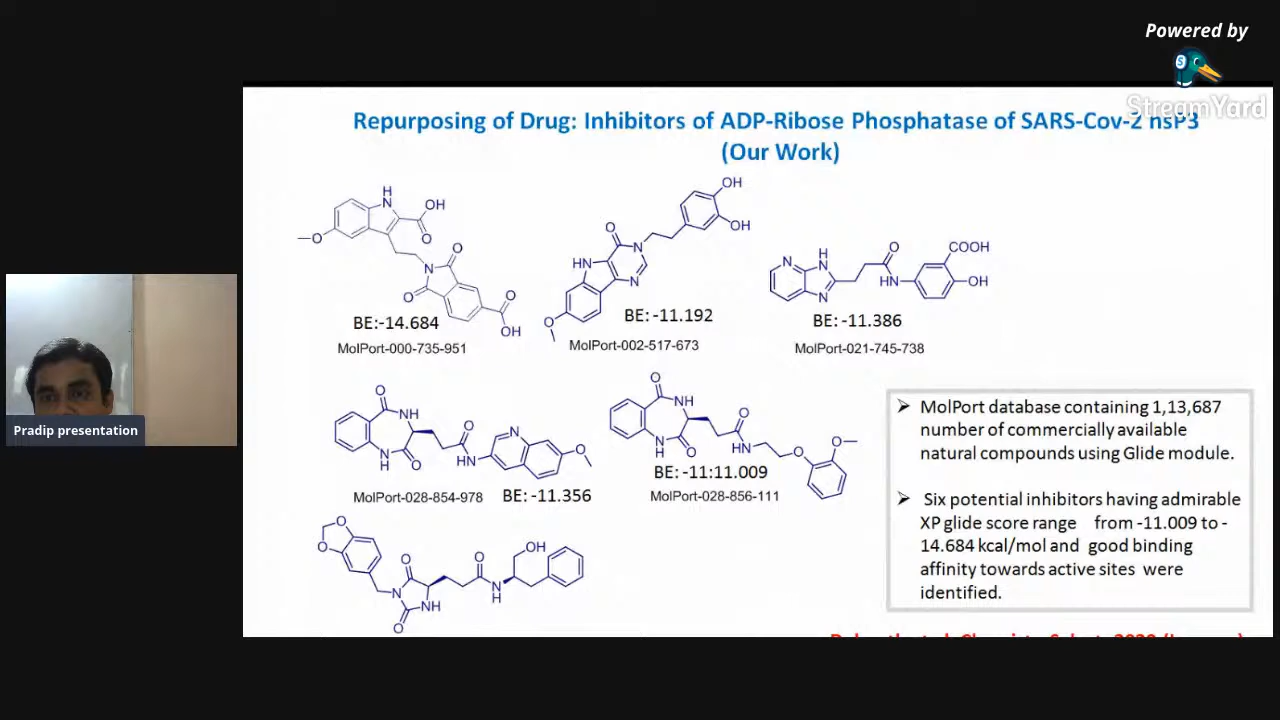 Powered by
StreamYard
Repurposing of Drug: Inhibitors of ADP-Ribose Phosphatase of SARS-Cov-2 nsP3
(Our Work)
H
N
OH
O
O
O
N
O
O
OH
BE:-14.684
MolPort-000-735-951
OH
OH
O
N
HN
N
O
BE: -11.192
MolPort-002-517-673
N
H
N
N
O
HN
COOH
OH
BE: -11.386
MolPort-021-745-738
O
NH
N
H
O
O
HN
N
O
MolPort-028-854-978
BE: -11.356
O
NH
N
H
O
O
HN
O
O
BE: -11:11.009
MolPort-028-856-111
O
O
O
N
NH
O
O
N
H
OH
Pradip presentation
➢ MolPort database containing 1,13,687
number of commercially available
natural compounds using Glide module.
➢ Six potential inhibitors having admirable
XP glide score range from -11.009 to -
14.684 kcal/mol and good binding
affinity towards active sites were
identified.